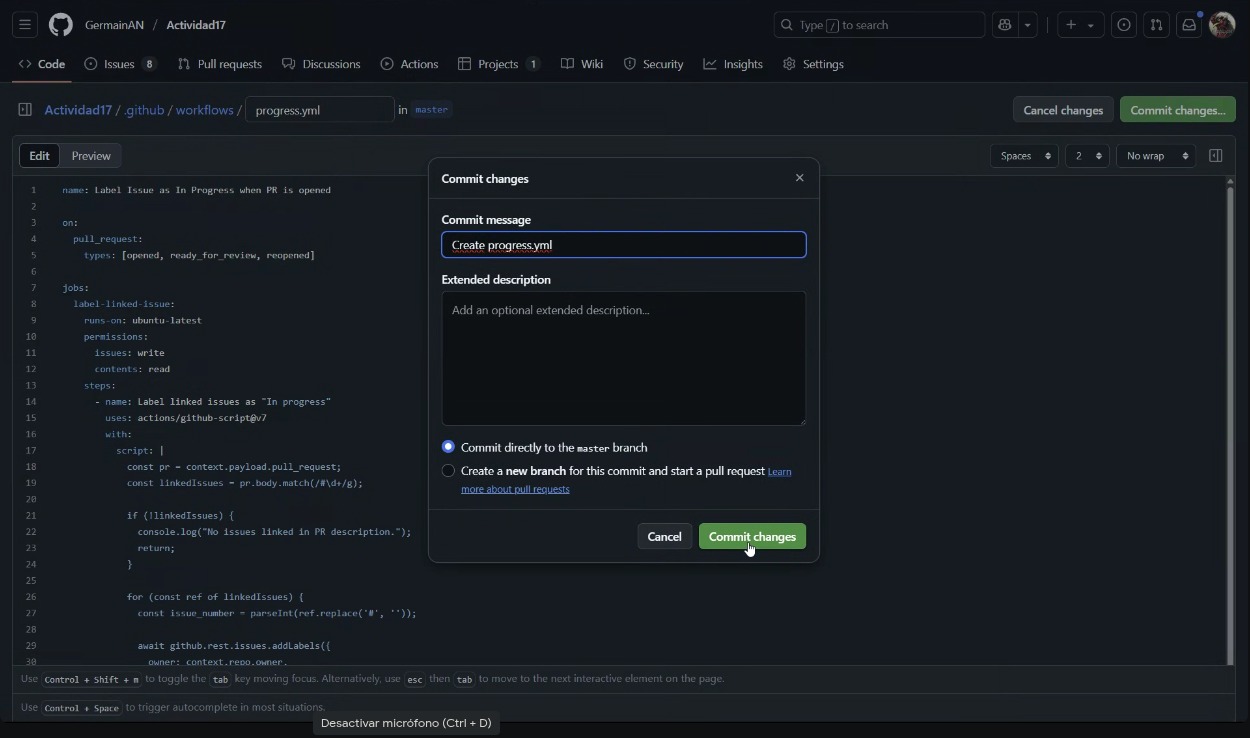 GermainAN / Actividad17
Type / to search
Code
Issues 8
Pull requests
Discussions
Actions
Projects 1
Wiki
Security
Insights
Settings
Actividad17 / .github / workflows / progress.yml in master
Cancel changes
Commit changes...
Edit
Preview
Spaces
2
No wrap
1 name: Label Issue as In Progress when PR is opened
2
3 on:
4 pull_request:
5 types: [opened, ready_for_review, reopened]
6
7 jobs:
8 label-linked-issue:
9 runs-on: ubuntu-latest
10 permissions:
11 issues: write
12 contents: read
13 steps:
14 - name: Label linked issues as "In progress"
15 uses: actions/github-script@v7
16 with:
17 script: |
18 const pr = context.payload.pull_request;
19 const linkedIssues = pr.body.match(/#\d+/g);
20
21 if (!linkedIssues) {
22 console.log("No issues linked in PR description.");
23 return;
24 }
25
26 for (const ref of linkedIssues) {
27 const issue_number = parseInt(ref.replace('#', ''));
28
29 await github.rest.issues.addLabels({
30 owner: context.repo.owner,
Commit changes
Commit message
Create progress.yml
Extended description
Add an optional extended description...
Commit directly to the master branch
Create a new branch for this commit and start a pull request Learn
more about pull requests
Cancel
Commit changes
Use Control + Shift + m to toggle the tab key moving focus. Alternatively, use esc then tab to move to the next interactive element on the page.
Use Control + Space to trigger autocomplete in most situations.
Desactivar micrófono (Ctrl + D)